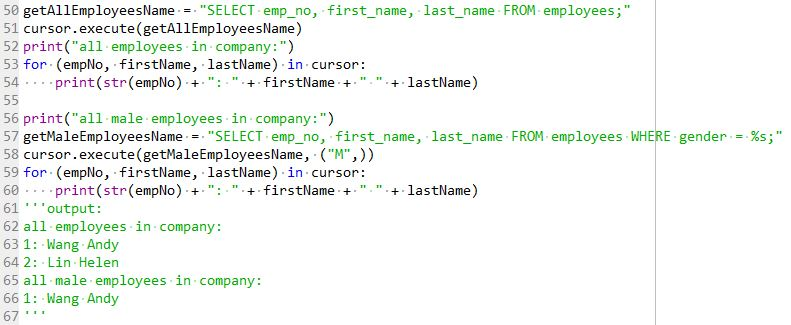 50 getAllEmployeesName = "SELECT emp_no, first_name, last_name FROM employees;"
51 cursor.execute(getAllEmployeesName)
52 print("all employees in company:")
53 for (empNo, firstName, lastName) in cursor:
54     print(str(empNo) + ": " + firstName + " " + lastName)
55
56 print("all male employees in company:")
57 getMaleEmployeesName = "SELECT emp_no, first_name, last_name FROM employees WHERE gender = %s;"
58 cursor.execute(getMaleEmployeesName, ("M",))
59 for (empNo, firstName, lastName) in cursor:
60     print(str(empNo) + ": " + firstName + " " + lastName)
61 '''output:
62 all employees in company:
63 1: Wang Andy
64 2: Lin Helen
65 all male employees in company:
66 1: Wang Andy
67 '''